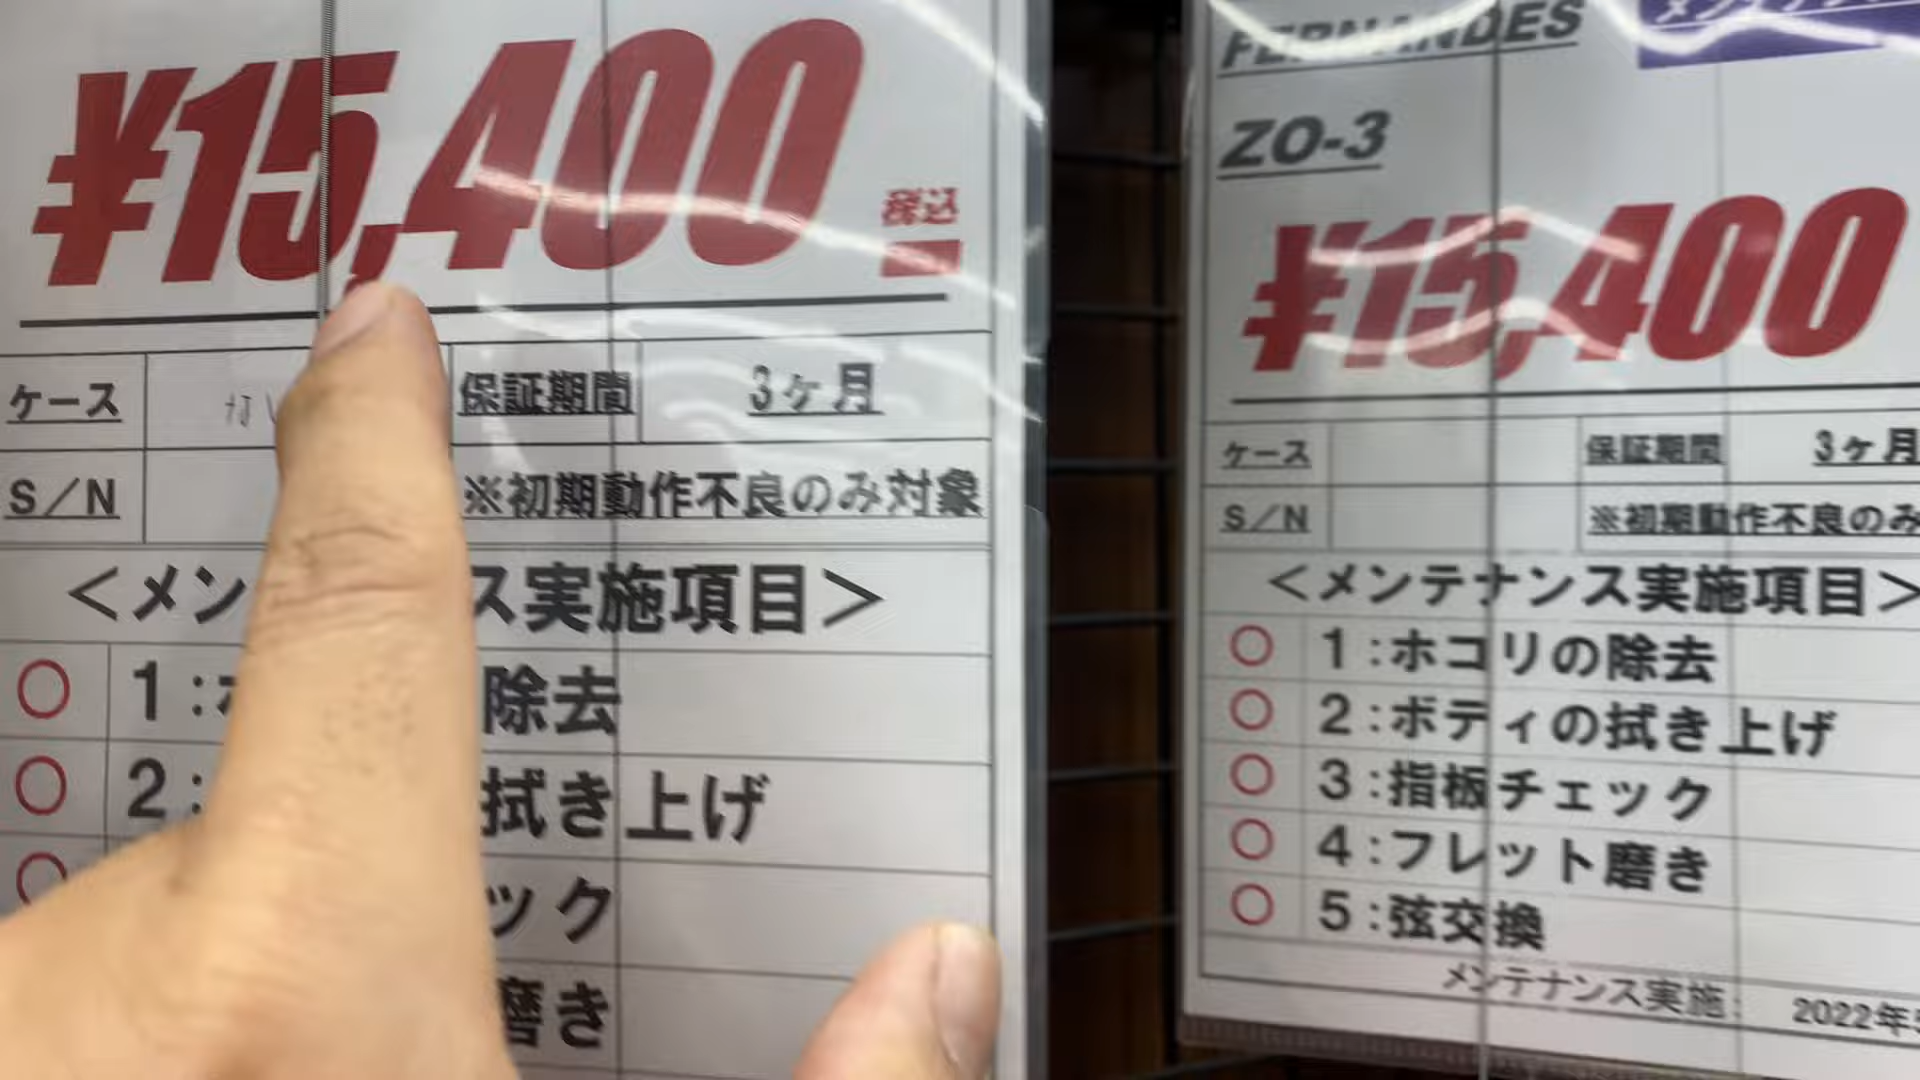 ¥15,400
税込
ケース
保証期間
3ヶ月
S/N
※初期動作不良のみ対象
<メン
ス実施項目>
○ 1:
除去
○ 2:
拭き上げ
ック
磨き
FERNANDES
ZO-3
¥15,400
ケース
保証期間
3ヶ月
S/N
※初期動作不良のみ
<メンテナンス実施項目>
○ 1:ホコリの除去
○ 2:ボディの拭き上げ
○ 3:指板チェック
○ 4:フレット磨き
○ 5:弦交換
メンテナンス実施: 2022年